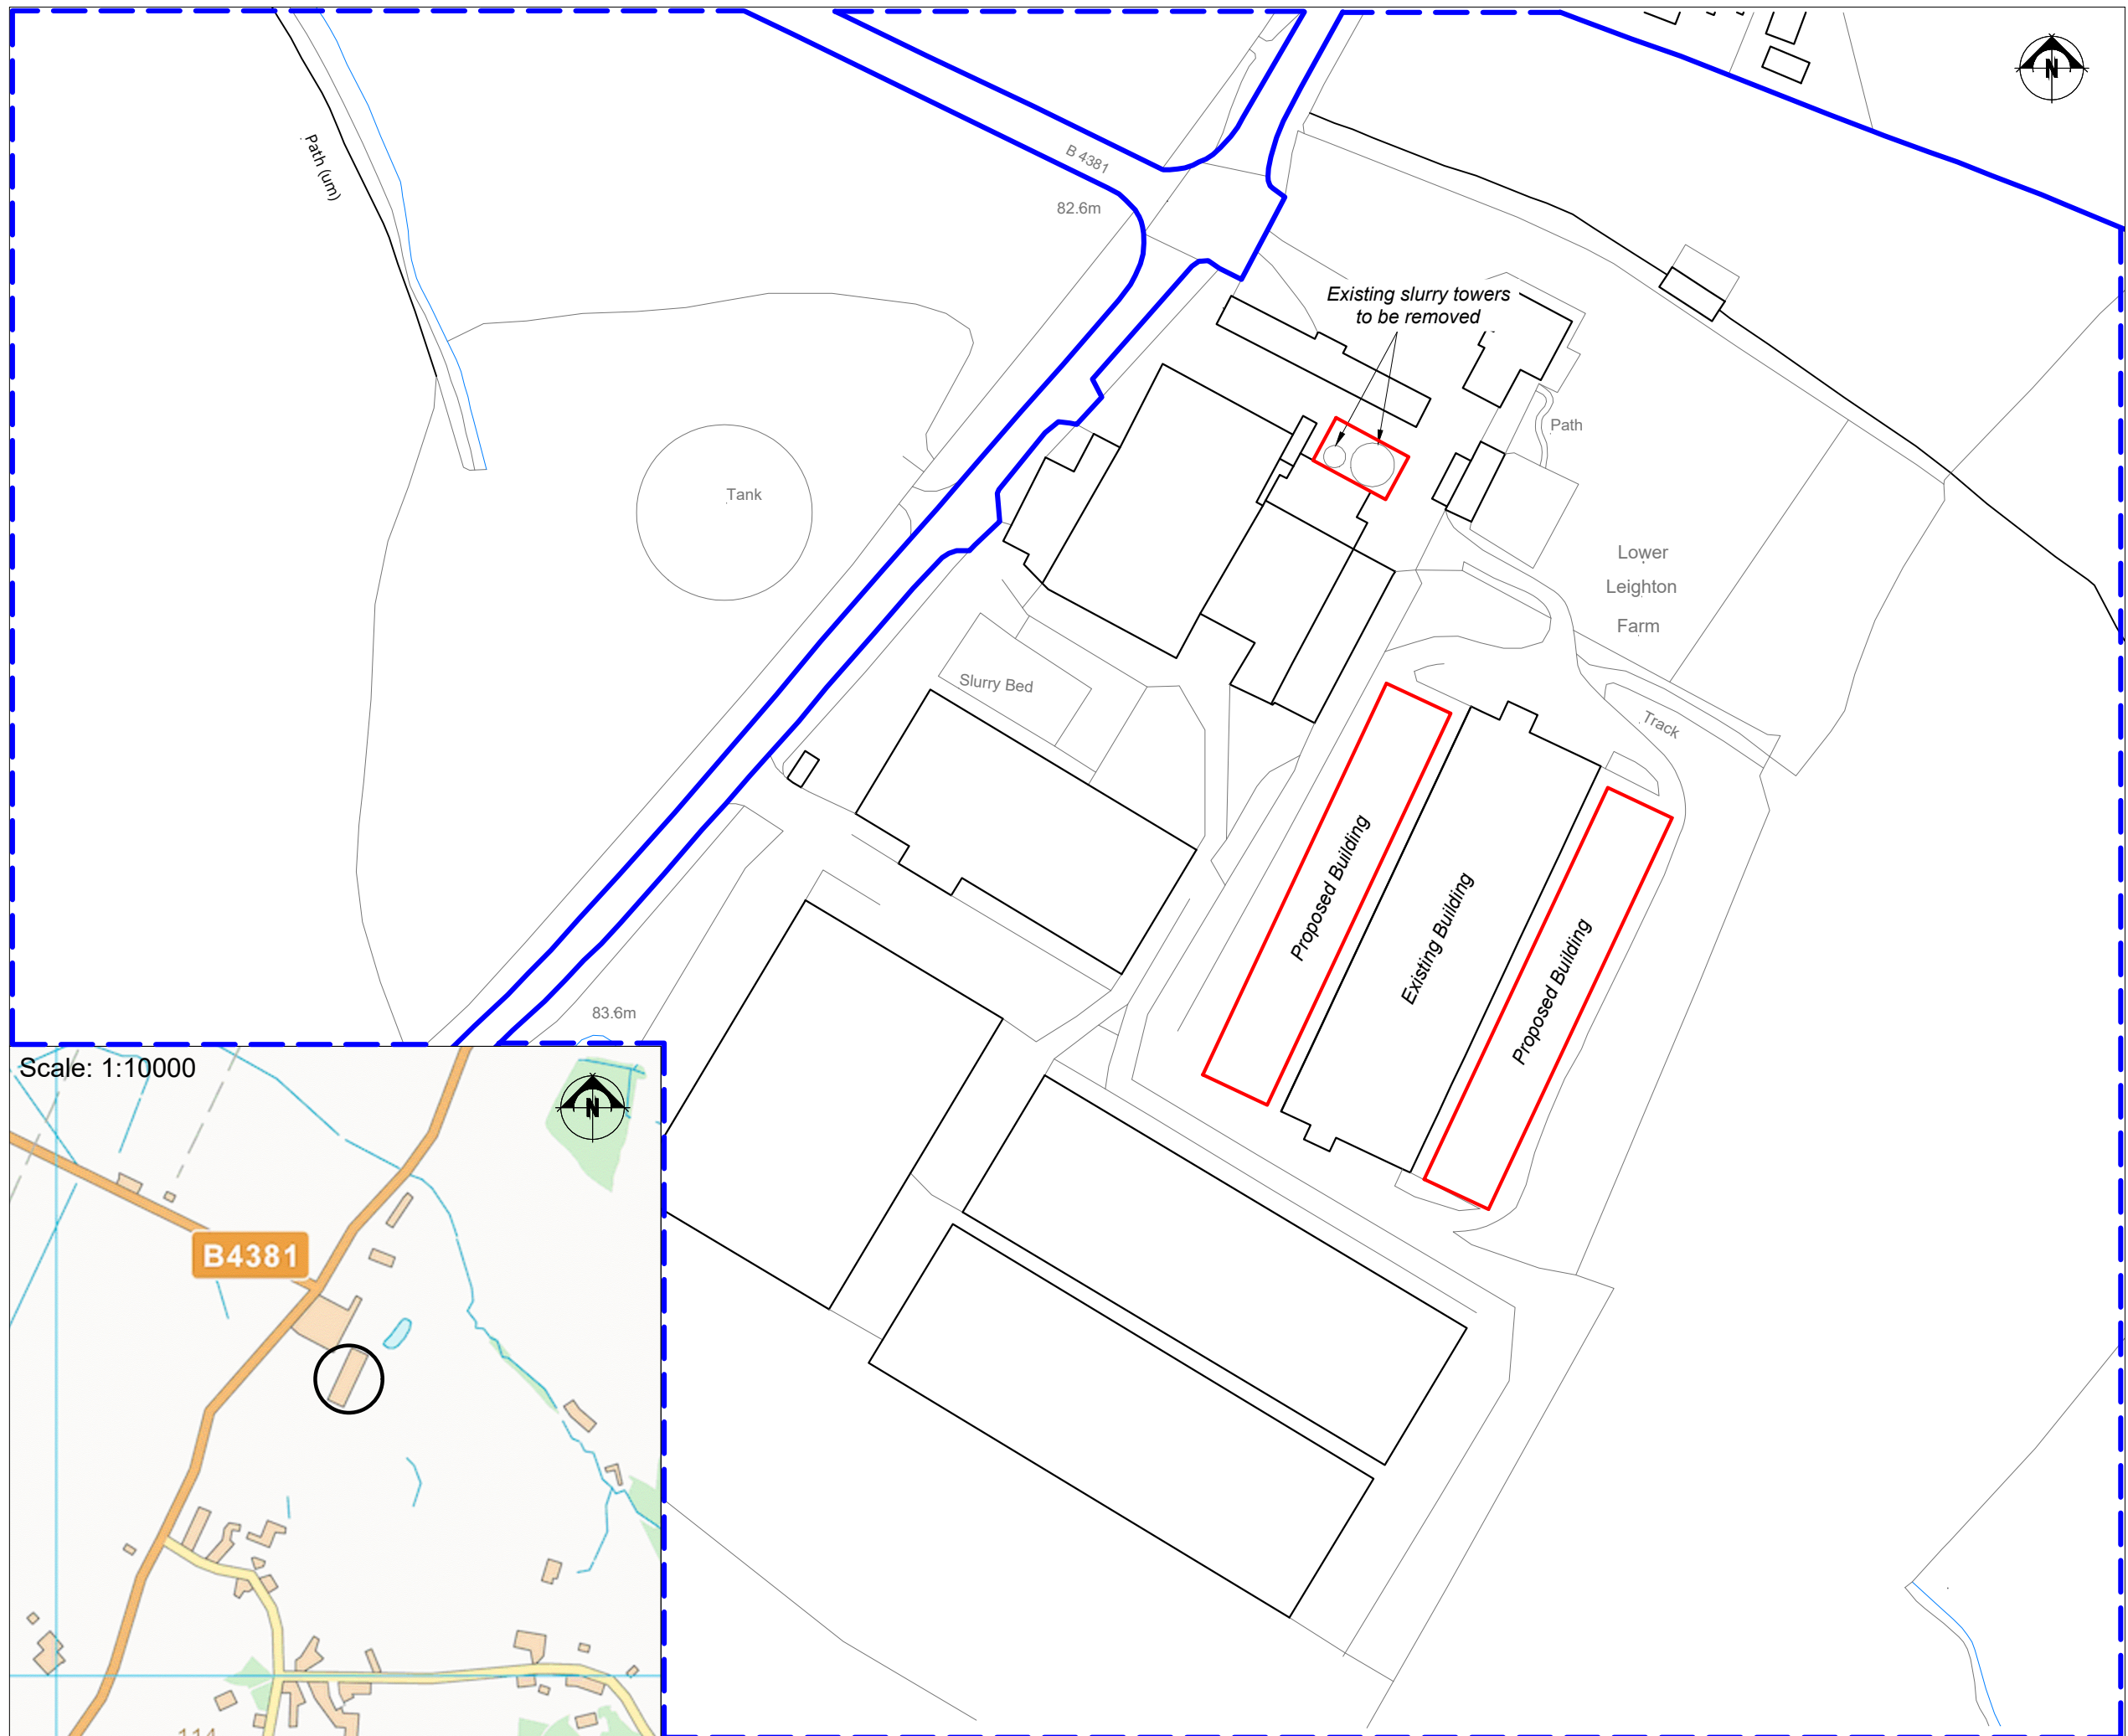 N
Path (um)
B 4381
82.6m
Existing slurry towers
to be removed
Path
Tank
Lower
Leighton
Farm
Slurry Bed
Track
Proposed Building
Existing Building
Proposed Building
83.6m
Scale: 1:10000
N
B4381
114